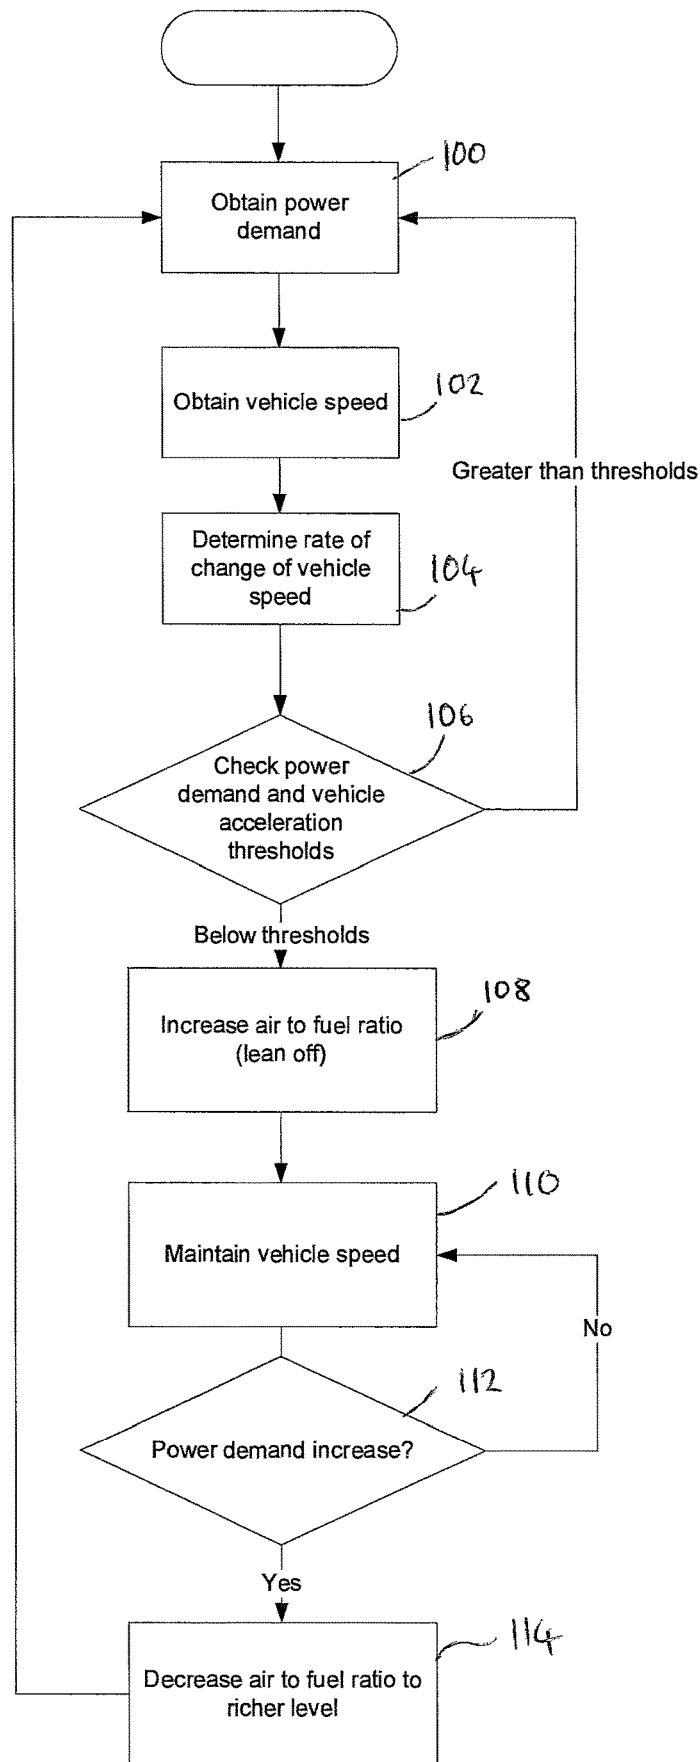 100
Obtain power
demand
102
Obtain vehicle speed
Greater than thresholds
Determine rate of
change of vehicle
speed
104
106
Check power
demand and vehicle
acceleration
thresholds
Below thresholds
108
Increase air to fuel ratio
(lean off)
110
Maintain vehicle speed
No
112
Power demand increase?
Yes
114
Decrease air to fuel ratio to
richer level